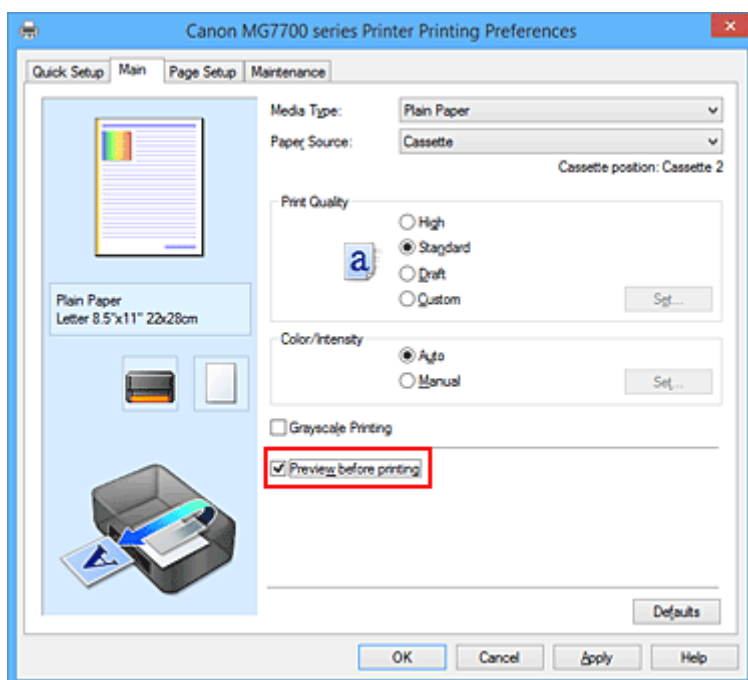 Canon MG7700 series Printer Printing Preferences
Quick Setup Main Page Setup Maintenance
Media Type: Plain Paper
Paper Source: Cassette
Cassette position: Cassette 2
Print Quality
High
a Standard
Draft
Custom Set...
Plain Paper
Letter 8.5"x11" 22x28cm
Color/Intensity
Auto
Manual Set...
Grayscale Printing
Preview before printing
A
Defaults
OK Cancel Apply Help